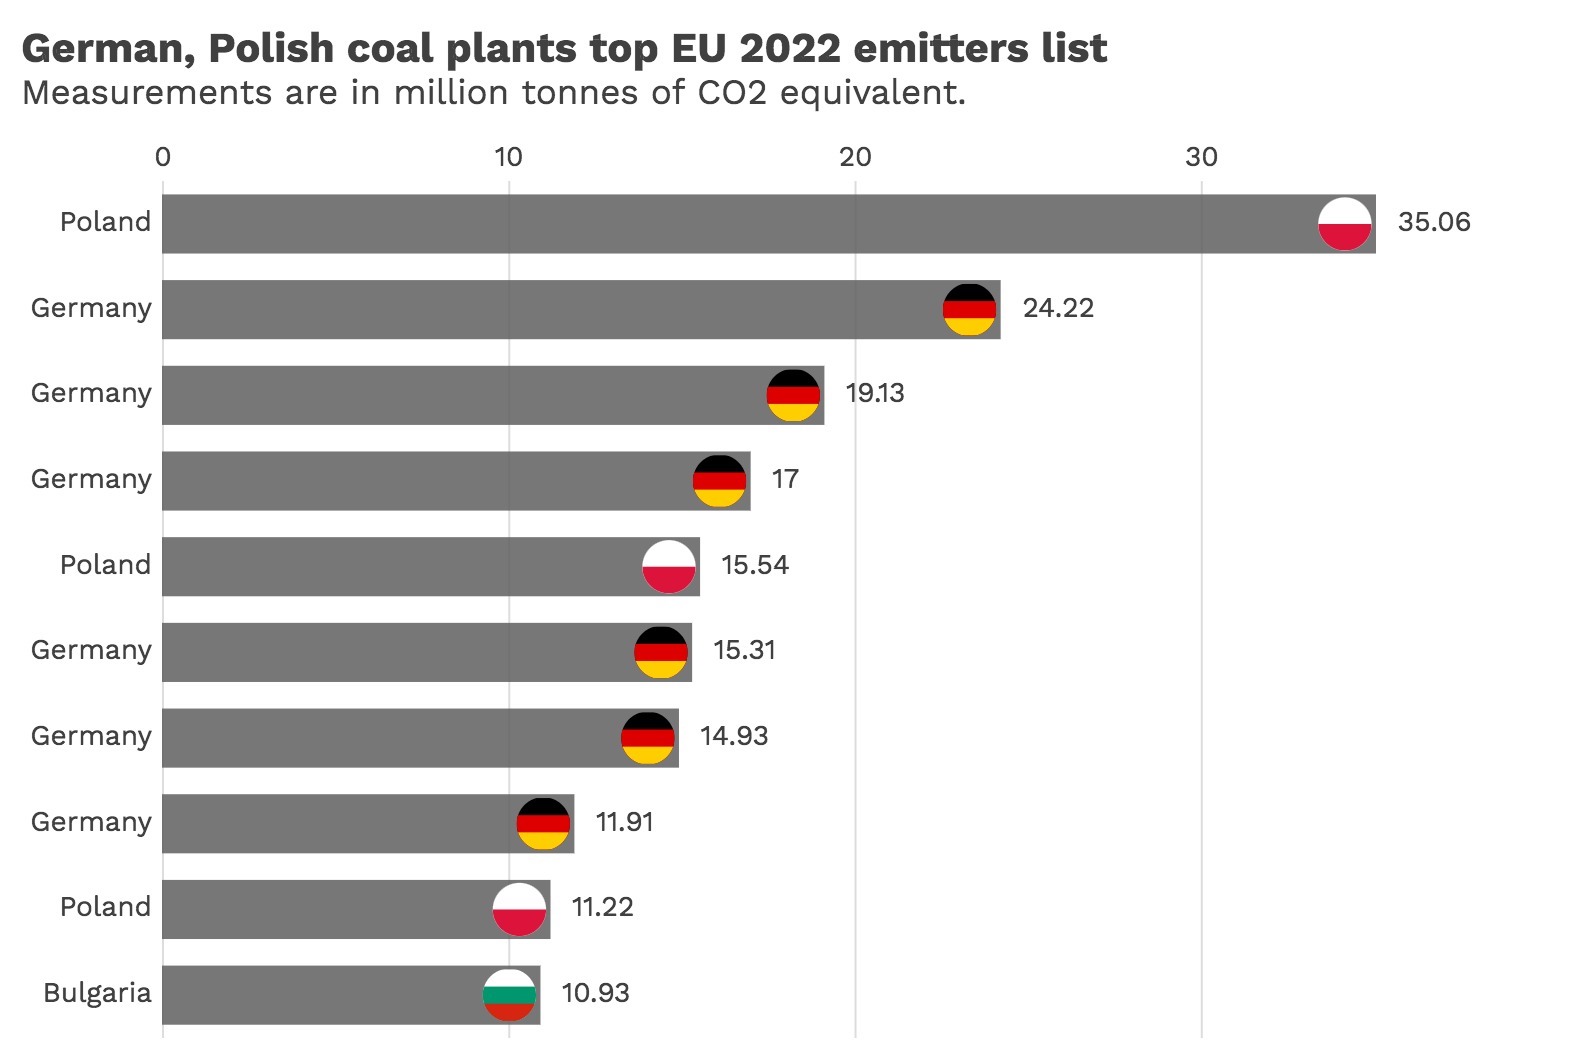 German, Polish coal plants top EU 2022 emitters list
Measurements are in million tonnes of CO2 equivalent.
0 10 20 30
Poland 35.06
Germany 24.22
Germany 19.13
Germany 17
Poland 15.54
Germany 15.31
Germany 14.93
Germany 11.91
Poland 11.22
Bulgaria 10.93